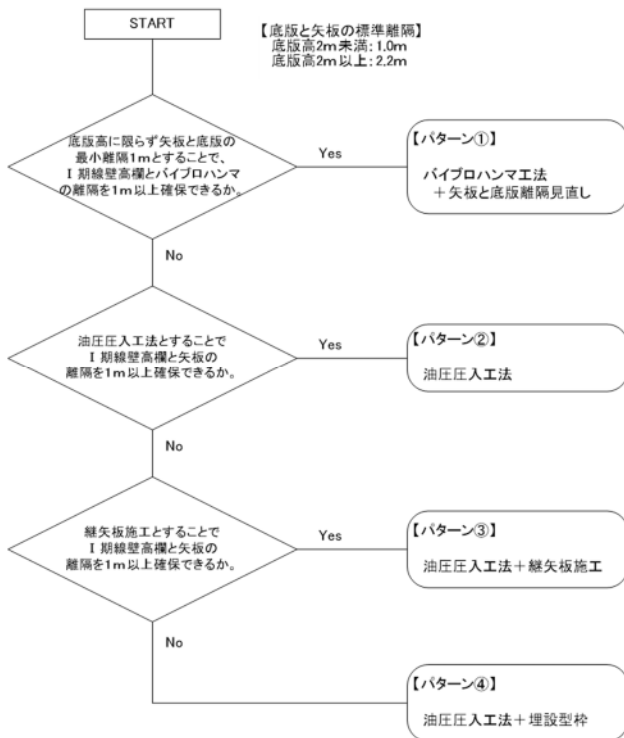 START
【底版と矢板の標準離隔】
底版高2m未満:1.0m
底版高2m以上:2.2m
底版高に限らず矢板と底版の
最小離隔1mとすることで、
Ⅰ期線壁高欄とバイブロハンマ
の離隔を1m以上確保できるか。
Yes
【パターン①】
バイブロハンマ工法
+矢板と底版離隔見直し
No
油圧圧入工法とすることで
Ⅰ期線壁高欄と矢板の
離隔を1m以上確保できるか。
Yes
【パターン②】
油圧圧入工法
No
継矢板施工とすることで
Ⅰ期線壁高欄と矢板の
離隔を1m以上確保できるか。
Yes
【パターン③】
油圧圧入工法+継矢板施工
No
【パターン④】
油圧圧入工法+埋設型枠